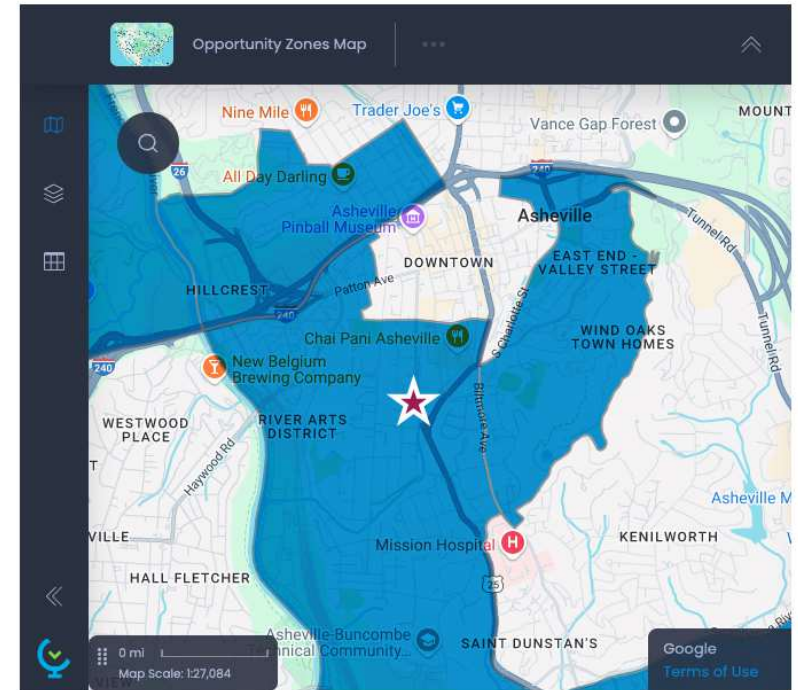 Opportunity Zones Map
Nine Mile
Trader Joe's
Vance Gap Forest
MOUNT
26
All Day Darling
240
Asheville
Pinball Museum
Asheville
Tunnel Rd
DOWNTOWN
EAST END -
VALLEY STREET
HILLCREST
Patton Ave
240
S Charlotte St
Chai Pani Asheville
WIND OAKS
TOWN HOMES
Tunnel Rd
240
New Belgium
Brewing Company
Biltmore Ave
WESTWOOD
PLACE
RIVER ARTS
DISTRICT
Haywood Rd
T
Asheville M
VILLE
Mission Hospital
H
KENILWORTH
HALL FLETCHER
25
Asheville-Buncombe
Technical Community...
SAINT DUNSTAN'S
0 mi
Map Scale: 1:27,084
VIEW
Google
Terms of Use